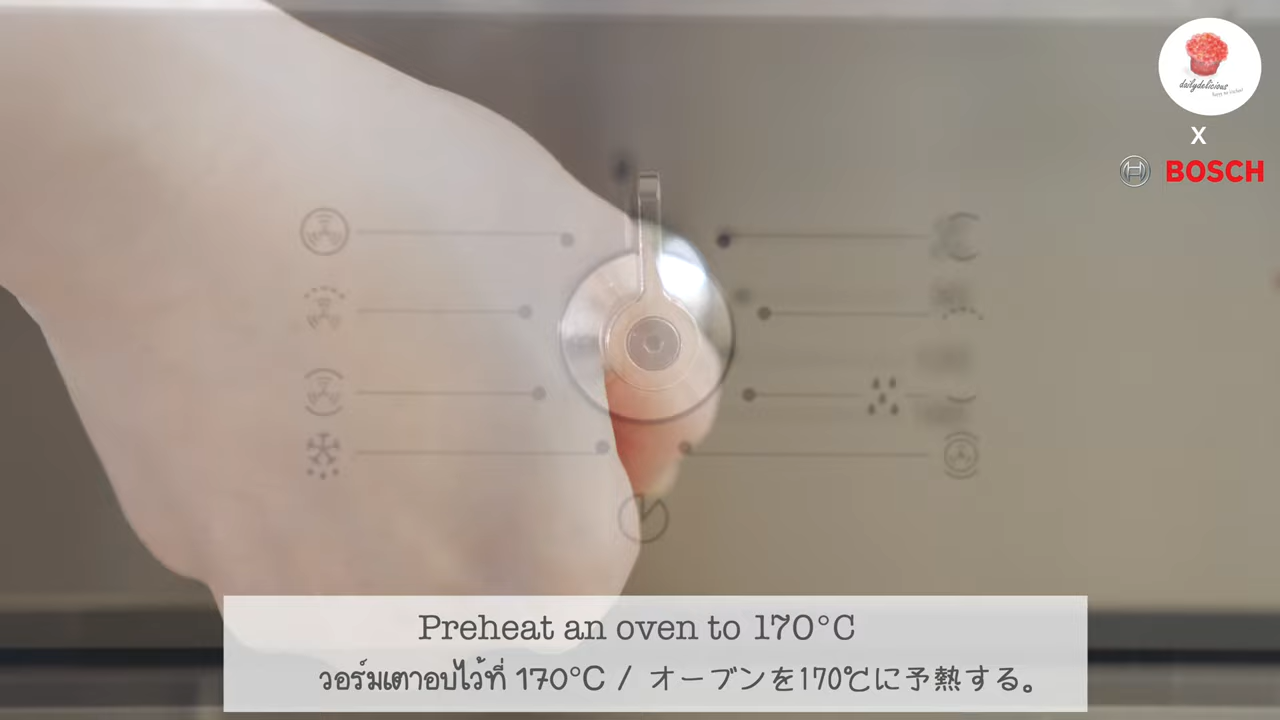 dailydelicious
X
BOSCH
Preheat an oven to 170°C
วอร์มเตาอบไว้ที่ 170°C / オーブンを170℃に予熱する。